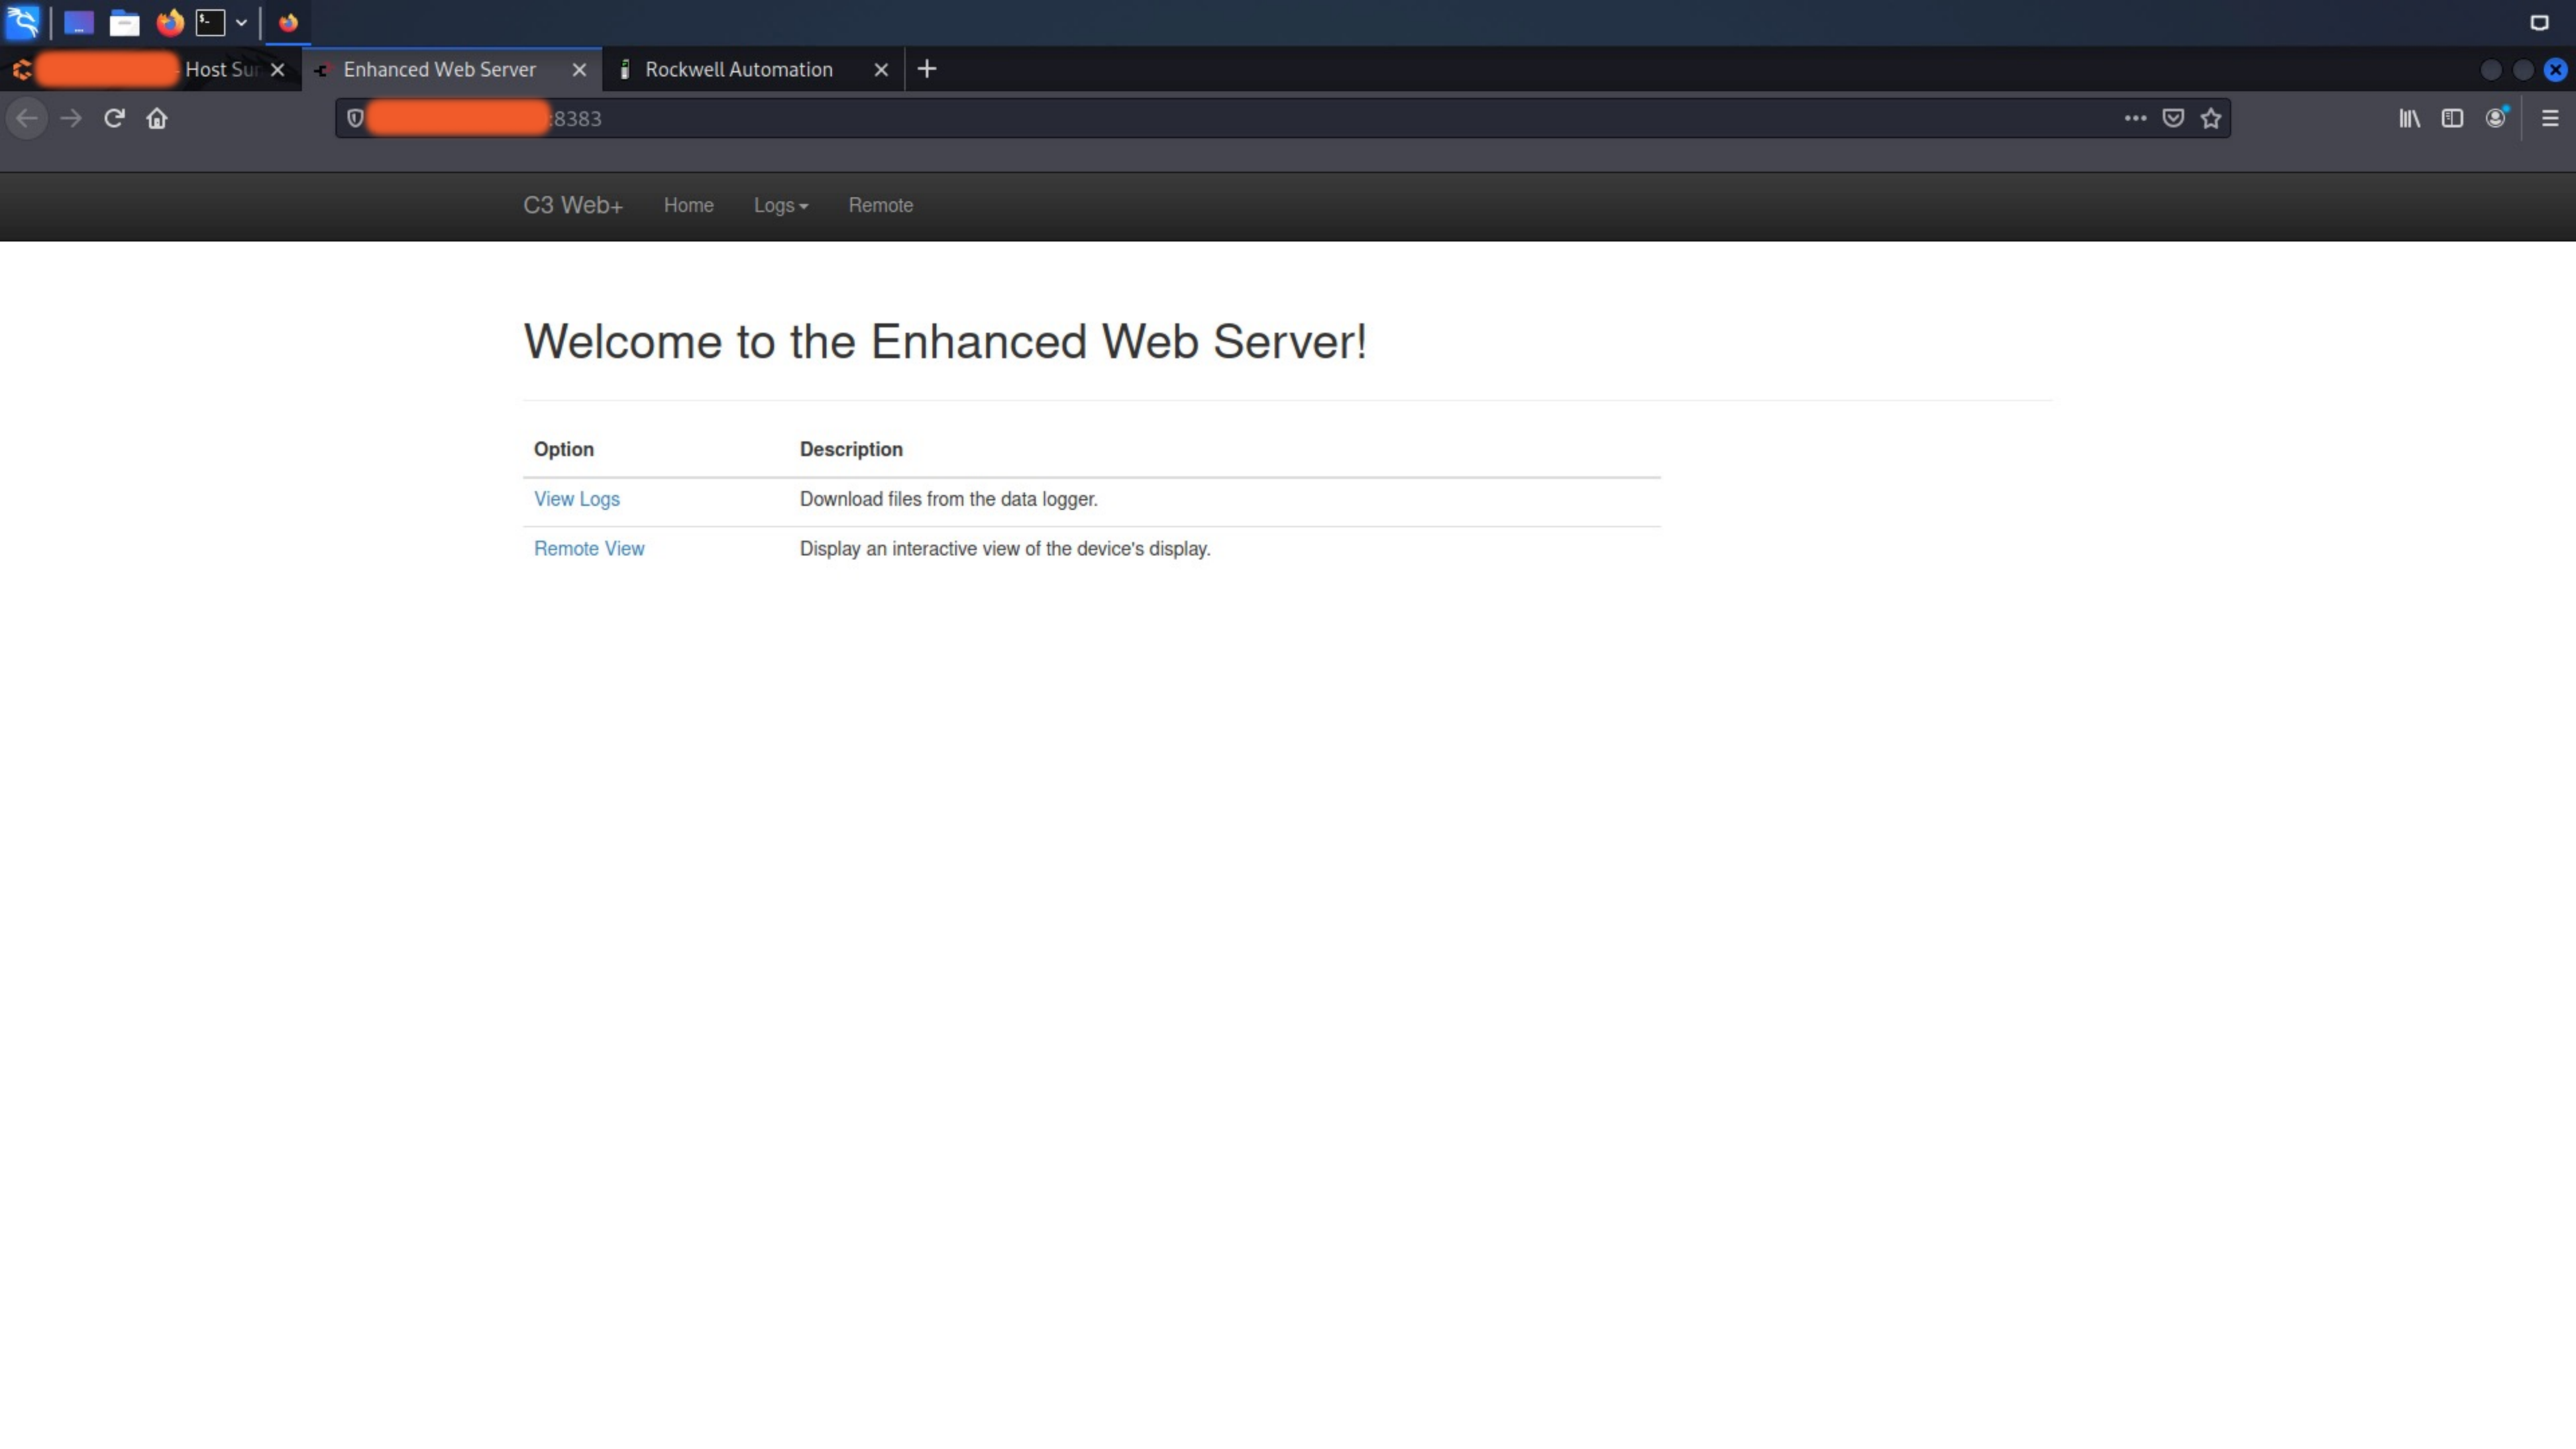 Host Sur
Enhanced Web Server
Rockwell Automation
:8383
C3 Web+ Home Logs Remote
Welcome to the Enhanced Web Server!
Option Description
View Logs Download files from the data logger.
Remote View Display an interactive view of the device's display.